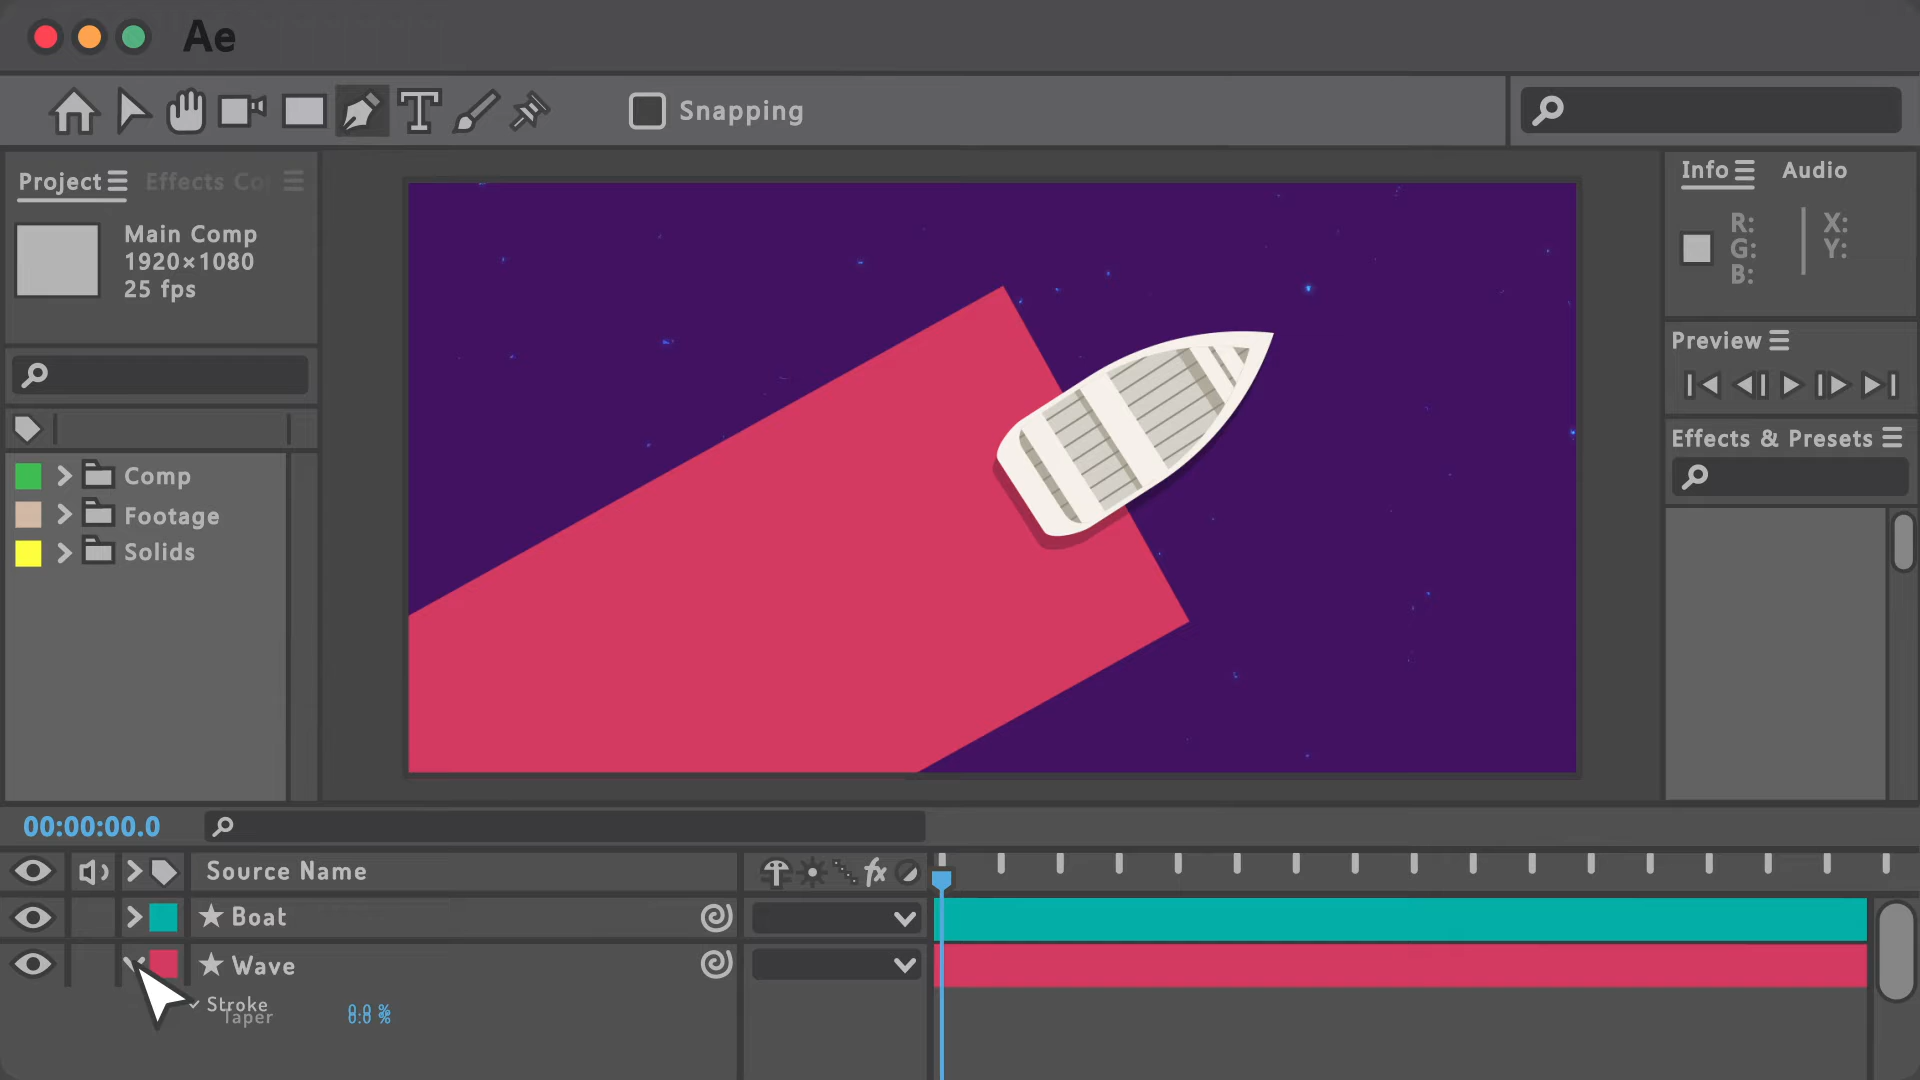 Ae
Snapping
Project
Effects Co
Main Comp
1920×1080
25 fps
Comp
Footage
Solids
Info
Audio
R:
G:
B:
X:
Y:
Preview
Effects & Presets
00:00:00.0
Source Name
fx
Boat
Wave
Stroke
Taper